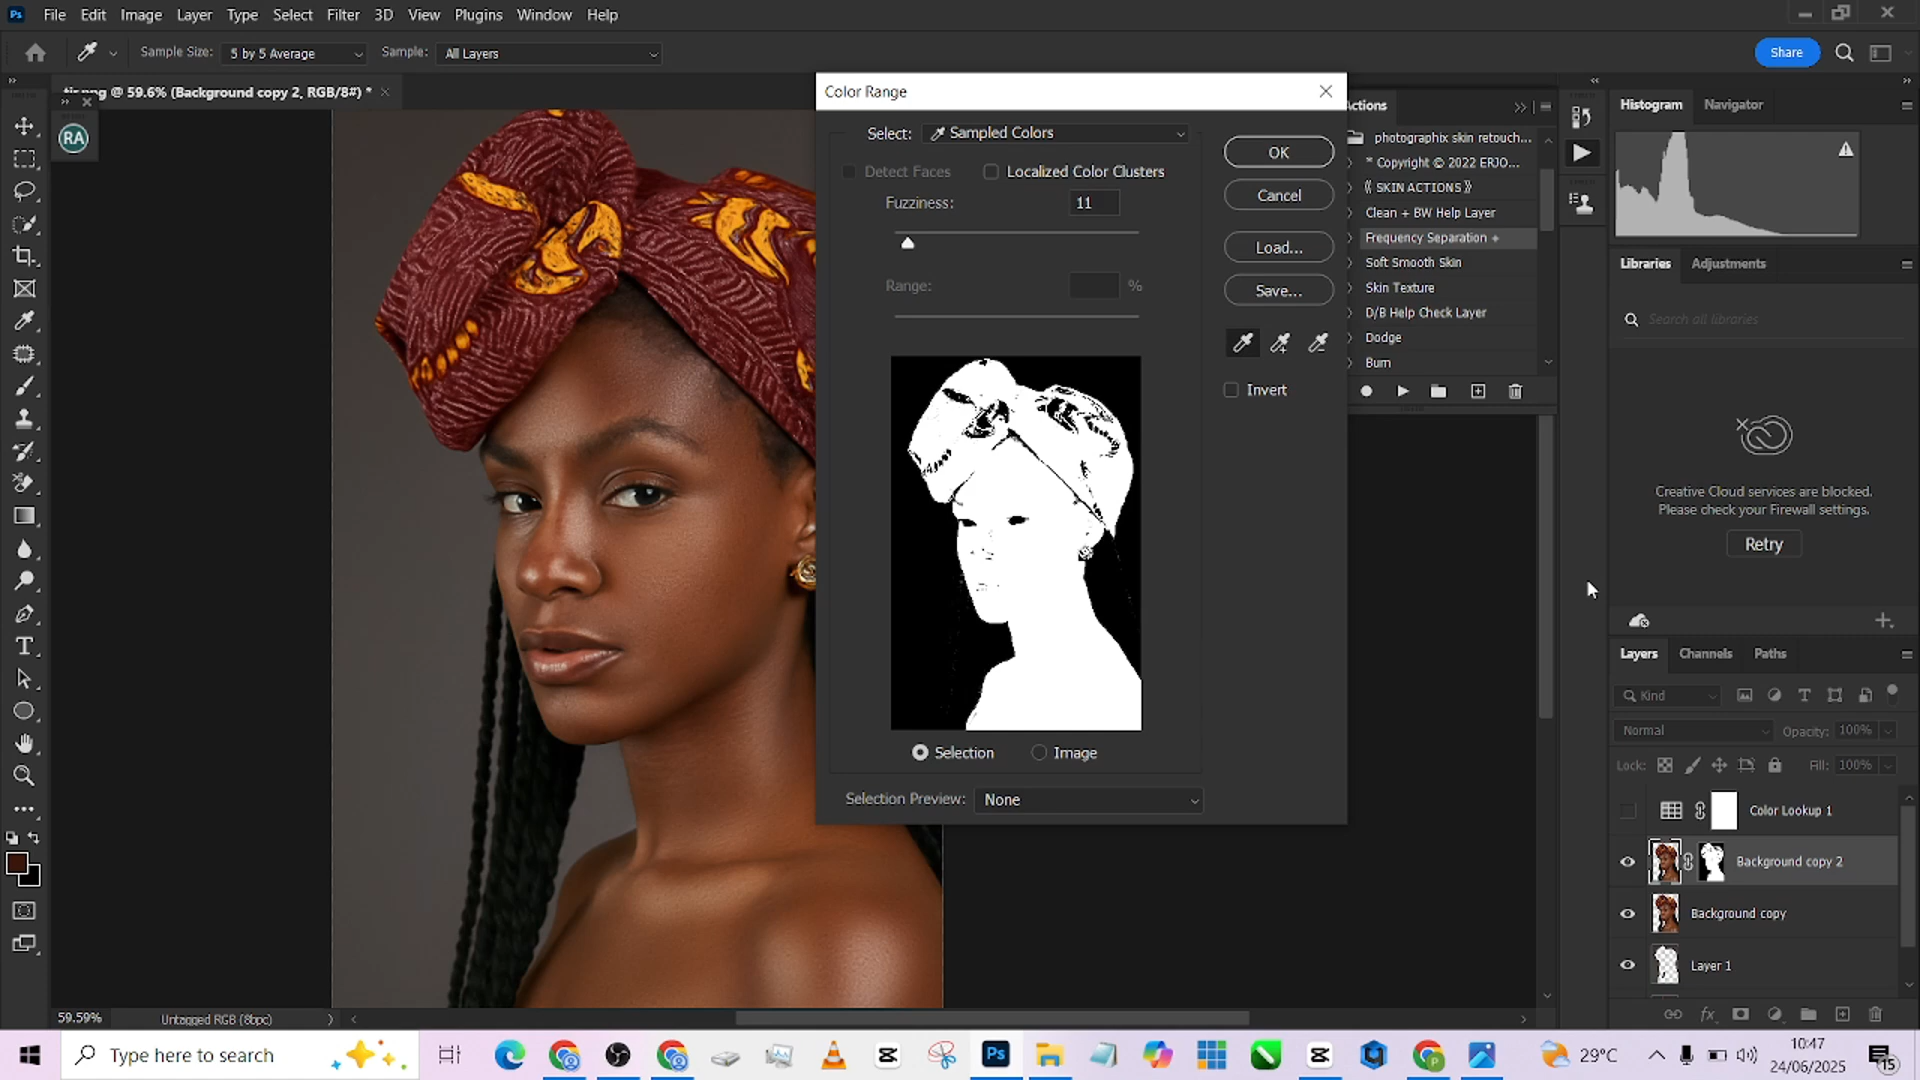 Ps File Edit Image Layer Type Select Filter 3D View Plugins Window Help
Sample Size: 5 by 5 Average Sample: All Layers Share
@ 59.6% (Background copy 2, RGB/8#) *
RA
Color Range
Select: Sampled Colors
Detect Faces Localized Color Clusters
Fuzziness: 11
Range: %
OK
Cancel
Load...
Save...
Invert
Selection Image
Selection Preview: None
Actions
photographix skin retouch...
* Copyright © 2022 ERJO...
⟪ SKIN ACTIONS ⟫
Clean + BW Help Layer
Frequency Separation +
Soft Smooth Skin
Skin Texture
D/B Help Check Layer
Dodge
Burn
Histogram Navigator
Libraries Adjustments
Search all libraries
Creative Cloud services are blocked.
Please check your Firewall settings.
Retry
Layers Channels Paths
Kind
Normal Opacity: 100%
Lock: Fill: 100%
Color Lookup 1
Background copy 2
Background copy
Layer 1
59.59% Untagged RGB (8bpc)
Type here to search
Ps
P
29°C
10:47
24/06/2025
15